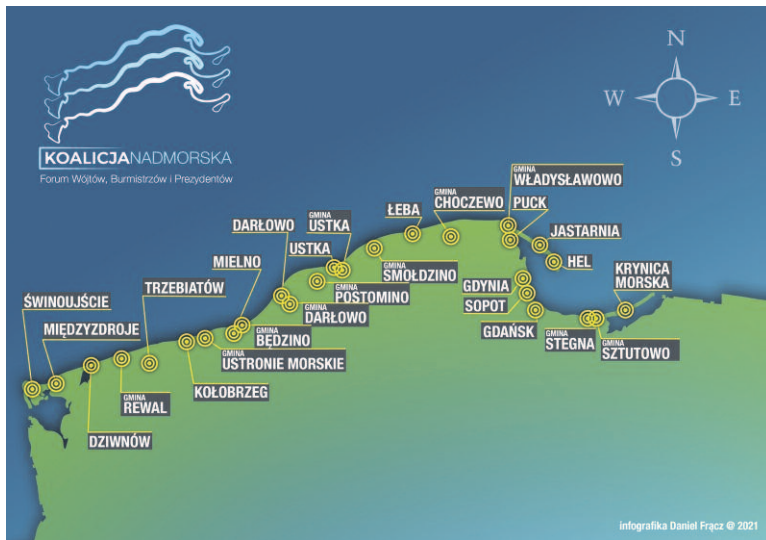 KOALICJANADMORSKA
Forum Wójtów, Burmistrzów i Prezydentów
N
W
E
S
GMINA
WŁADYSŁAWOWO
PUCK
JASTARNIA
HEL
GMINA
CHOCZEWO
ŁEBA
GMINA
USTKA
DARŁOWO
USTKA
GMINA
SMOŁDZINO
MIELNO
GMINA
POSTOMINO
GMINA
DARŁOWO
GDYNIA
SOPOT
GDAŃSK
KRYNICA
MORSKA
GMINA
STEGNA
GMINA
SZTUTOWO
TRZEBIATÓW
ŚWINOUJŚCIE
MIĘDZYZDROJE
GMINA
BĘDZINO
GMINA
USTRONIE MORSKIE
KOŁOBRZEG
GMINA
REWAL
DZIWNÓW
infografika Daniel Frącz @ 2021